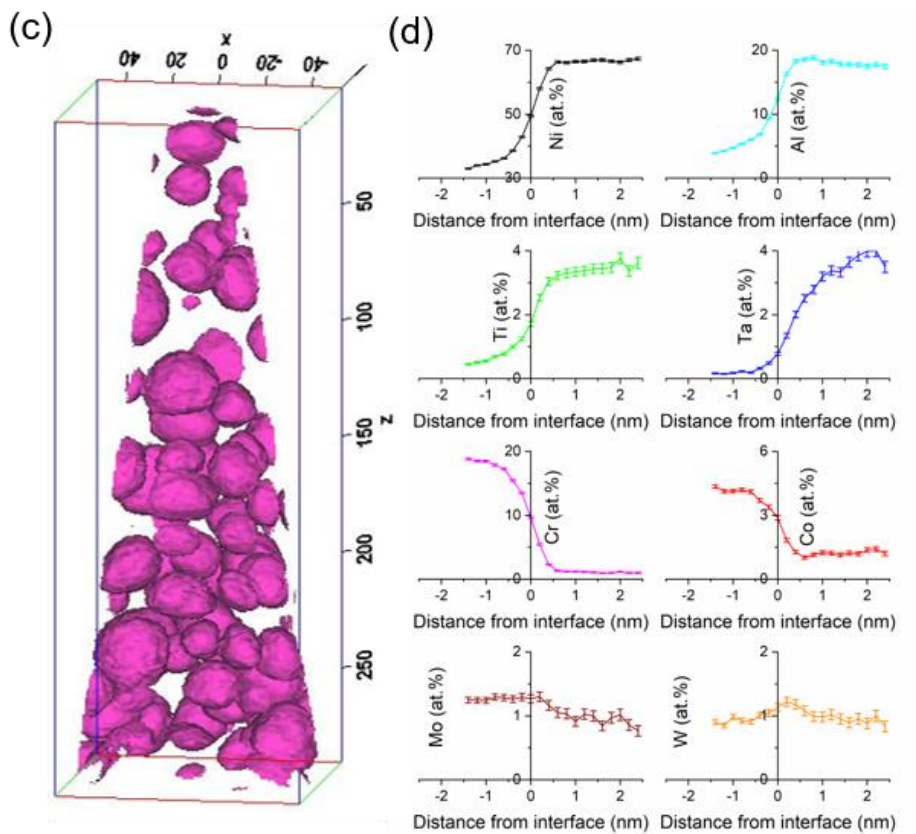 (c)
X
40 20 0 -20 -40
50
100
150
Z
200
250
(d)
70
50
30
Ni (at.%)
-2 -1 0 1 2
Distance from interface (nm)
20
10
0
Al (at.%)
-2 -1 0 1 2
Distance from interface (nm)
4
2
0
Ti (at.%)
-2 -1 0 1 2
Distance from interface (nm)
4
2
0
Ta (at.%)
-2 -1 0 1 2
Distance from interface (nm)
20
10
0
Cr (at.%)
-2 -1 0 1 2
Distance from interface (nm)
6
3
0
Co (at.%)
-2 -1 0 1 2
Distance from interface (nm)
2
1
0
Mo (at.%)
-2 -1 0 1 2
Distance from interface (nm)
2
1
0
W (at.%)
-2 -1 0 1 2
Distance from interface (nm)